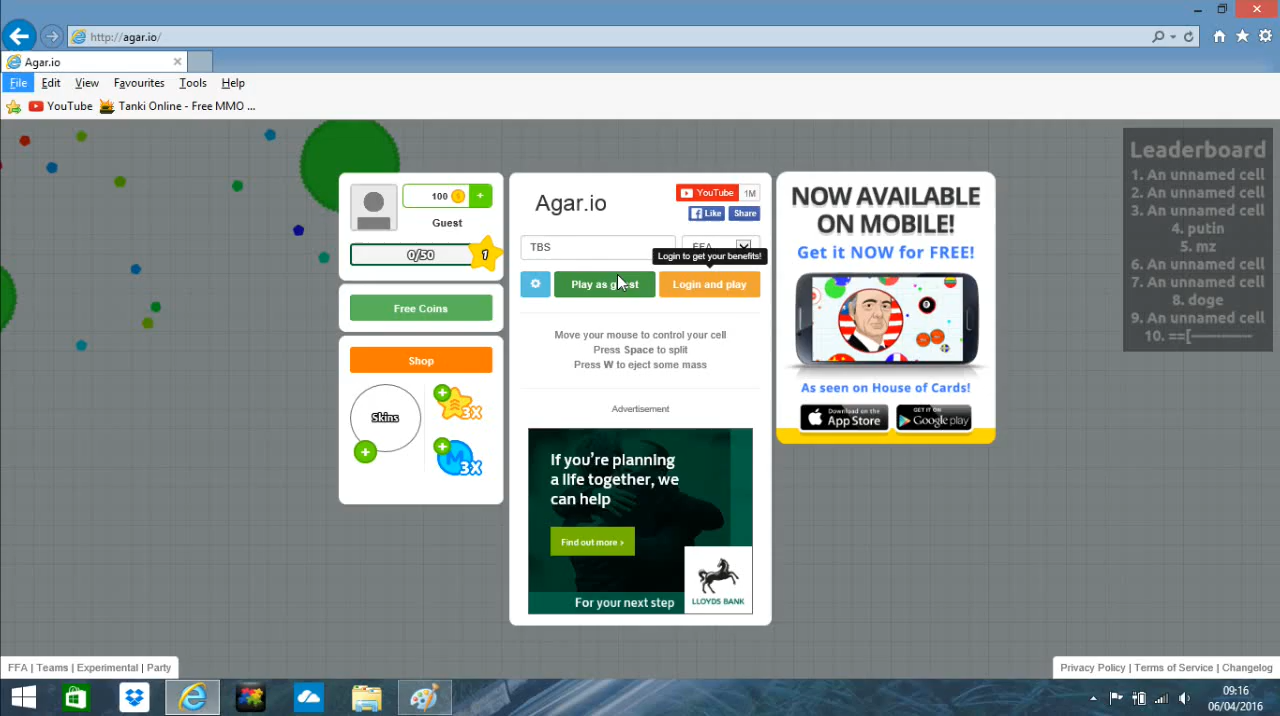 http://agar.io/
Agar.io
File Edit View Favourites Tools Help
YouTube Tanki Online - Free MMO ...
Leaderboard
1. An unnamed cell
2. An unnamed cell
3. An unnamed cell
4. putin
5. mz
6. An unnamed cell
7. An unnamed cell
8. doge
9. An unnamed cell
100
Guest
0/50 1
Free Coins
Shop
Skins
3X
M 3X
Agar.io
YouTube 1M
Like Share
TBS
FFA
Login to get your benefits!
Play as guest Login and play
Move your mouse to control your cell
Press Space to split
Press W to eject some mass
Advertisement
If you're planning
a life together, we
can help
Find out more >
LLOYDS BANK
For your next step
NOW AVAILABLE
ON MOBILE!
Get it NOW for FREE!
As seen on House of Cards!
Download on the
App Store
GET IT ON
Google play
FFA | Teams | Experimental | Party
Privacy Policy | Terms of Service | Changelog
09:16
06/04/2016